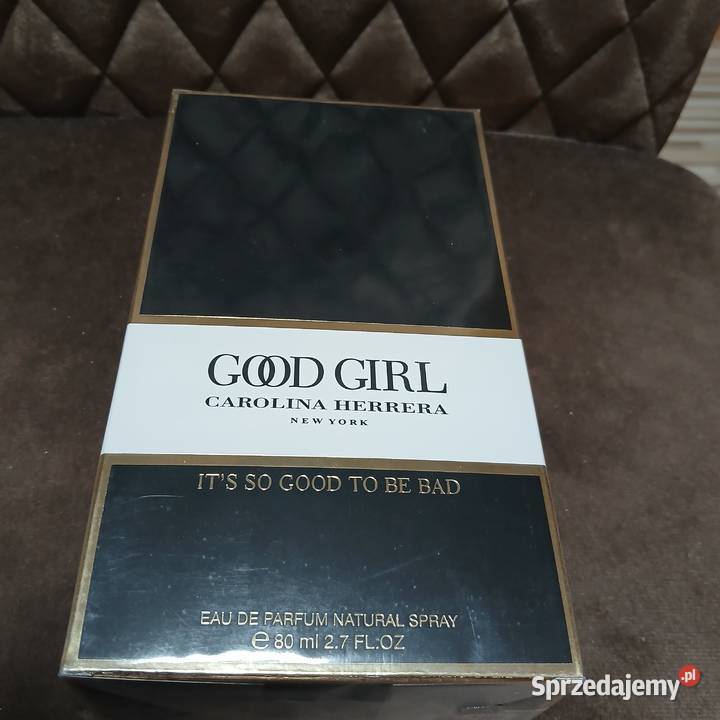 GOOD GIRL
CAROLINA HERRERA
NEW YORK
IT'S SO GOOD TO BE BAD
EAU DE PARFUM NATURAL SPRAY
℮ 80 ml 2.7 FL.OZ
Sprzedajemy.pl